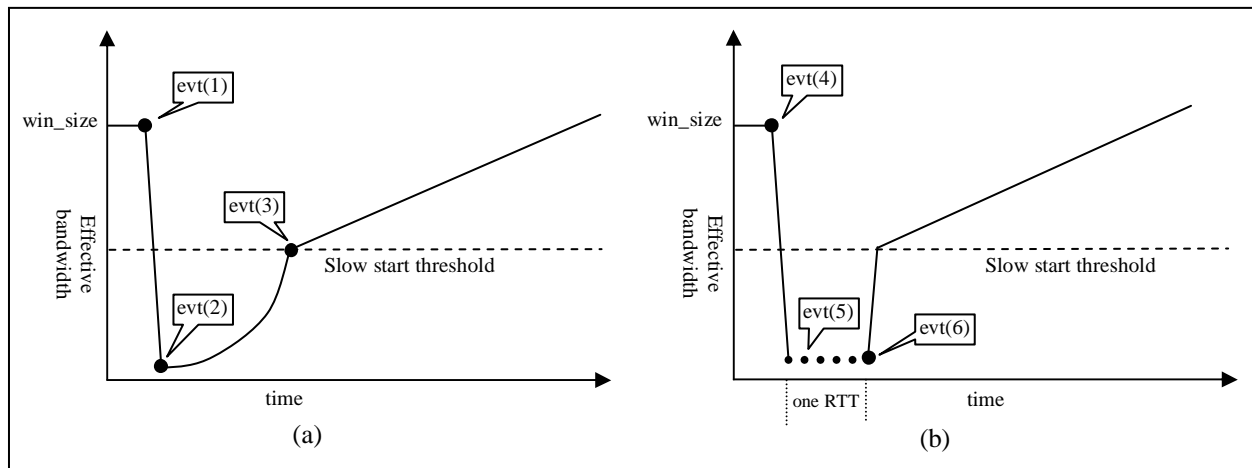 evt(1)
win_size
evt(3)
Effective
bandwidth
Slow start threshold
evt(2)
time
(a)
evt(4)
win_size
Effective
bandwidth
Slow start threshold
evt(5)
evt(6)
one RTT
time
(b)